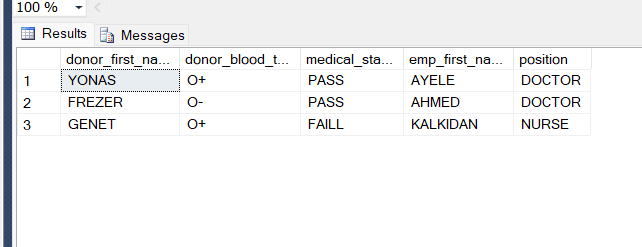 100 %
Results Messages
donor_first_na... donor_blood_t... medical_sta... emp_first_na... position
1 YONAS O+ PASS AYELE DOCTOR
2 FREZER O- PASS AHMED DOCTOR
3 GENET O+ FAILL KALKIDAN NURSE